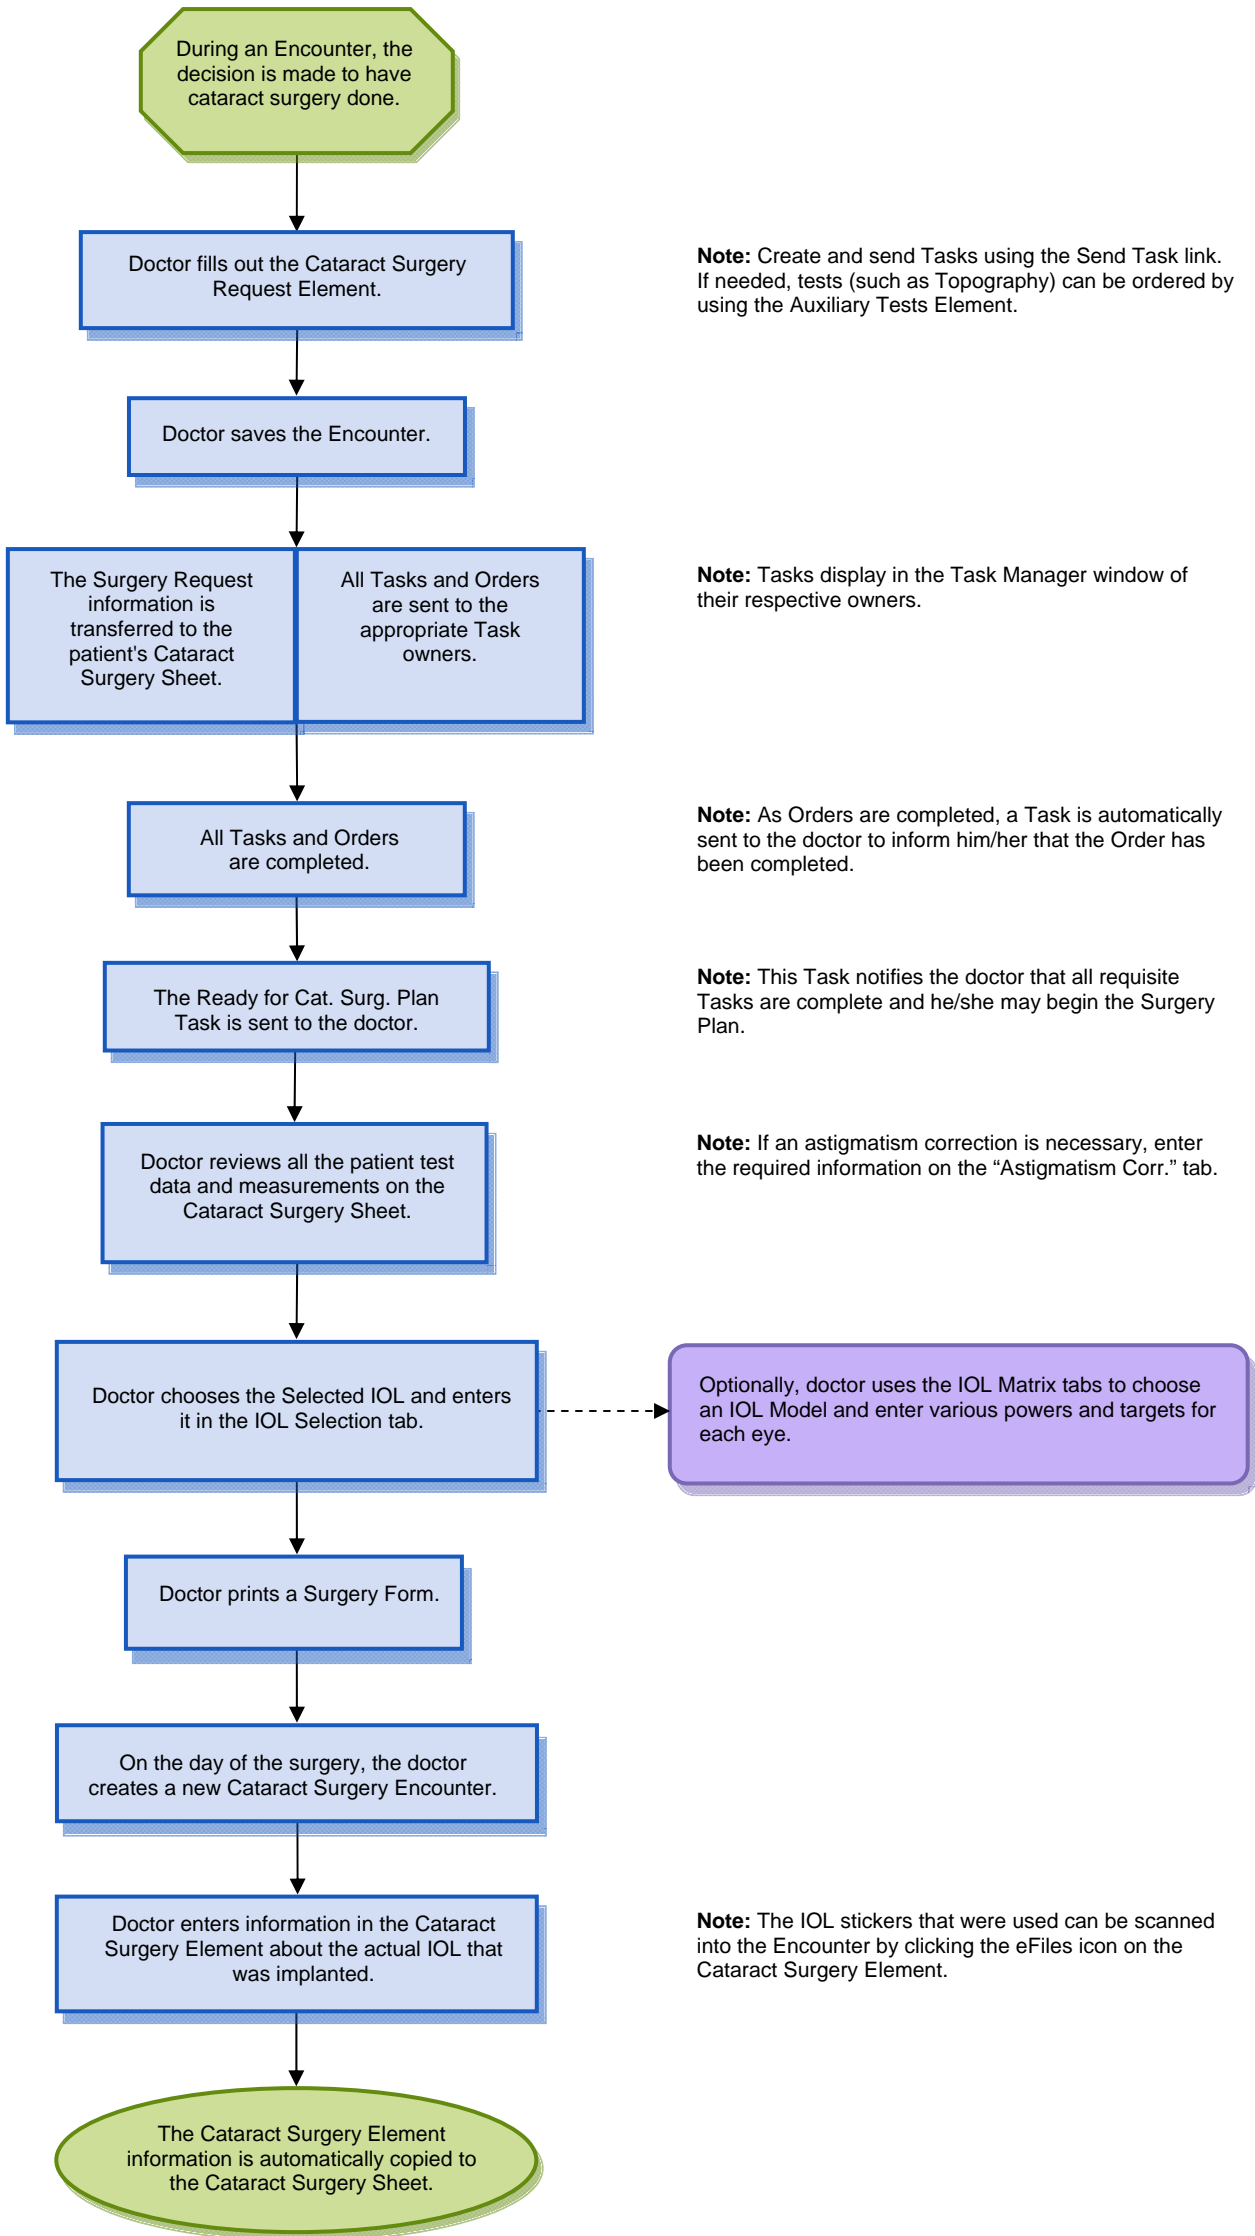 During an Encounter, the
decision is made to have
cataract surgery done.
Doctor fills out the Cataract Surgery
Request Element.
Note: Create and send Tasks using the Send Task link.
If needed, tests (such as Topography) can be ordered by
using the Auxiliary Tests Element.
Doctor saves the Encounter.
The Surgery Request
information is
transferred to the
patient's Cataract
Surgery Sheet.
All Tasks and Orders
are sent to the
appropriate Task
owners.
Note: Tasks display in the Task Manager window of
their respective owners.
All Tasks and Orders
are completed.
Note: As Orders are completed, a Task is automatically
sent to the doctor to inform him/her that the Order has
been completed.
The Ready for Cat. Surg. Plan
Task is sent to the doctor.
Note: This Task notifies the doctor that all requisite
Tasks are complete and he/she may begin the Surgery
Plan.
Doctor reviews all the patient test
data and measurements on the
Cataract Surgery Sheet.
Note: If an astigmatism correction is necessary, enter
the required information on the “Astigmatism Corr.” tab.
Doctor chooses the Selected IOL and enters
it in the IOL Selection tab.
Optionally, doctor uses the IOL Matrix tabs to choose
an IOL Model and enter various powers and targets for
each eye.
Doctor prints a Surgery Form.
On the day of the surgery, the doctor
creates a new Cataract Surgery Encounter.
Doctor enters information in the Cataract
Surgery Element about the actual IOL that
was implanted.
Note: The IOL stickers that were used can be scanned
into the Encounter by clicking the eFiles icon on the
Cataract Surgery Element.
The Cataract Surgery Element
information is automatically copied to
the Cataract Surgery Sheet.